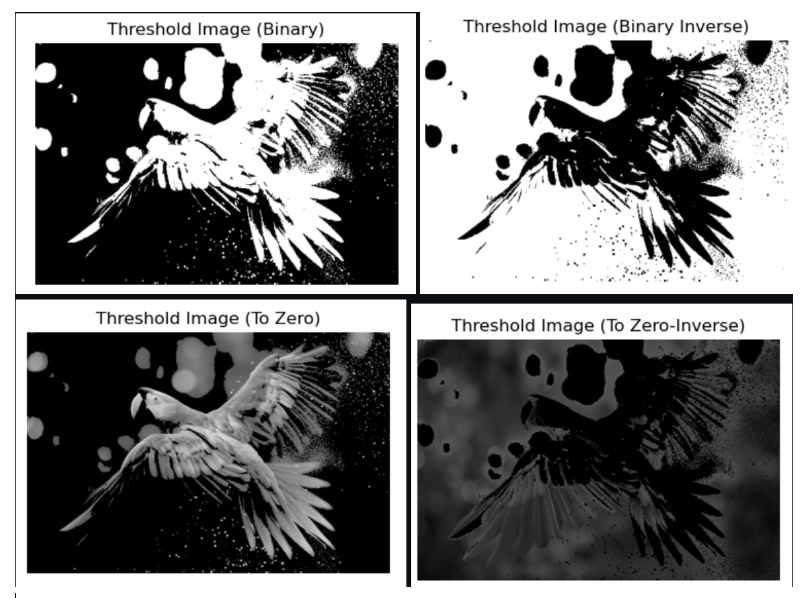 Threshold Image (Binary)
Threshold Image (Binary Inverse)
Threshold Image (To Zero)
Threshold Image (To Zero-Inverse)